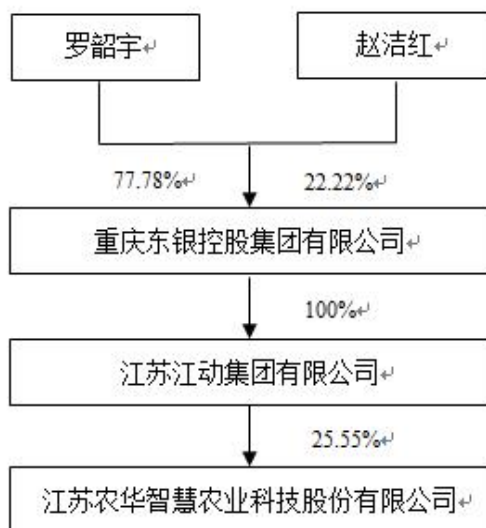 罗韶宇 赵洁红
77.78% 22.22%
重庆东银控股集团有限公司
100%
江苏江动集团有限公司
25.55%
江苏农华智慧农业科技股份有限公司